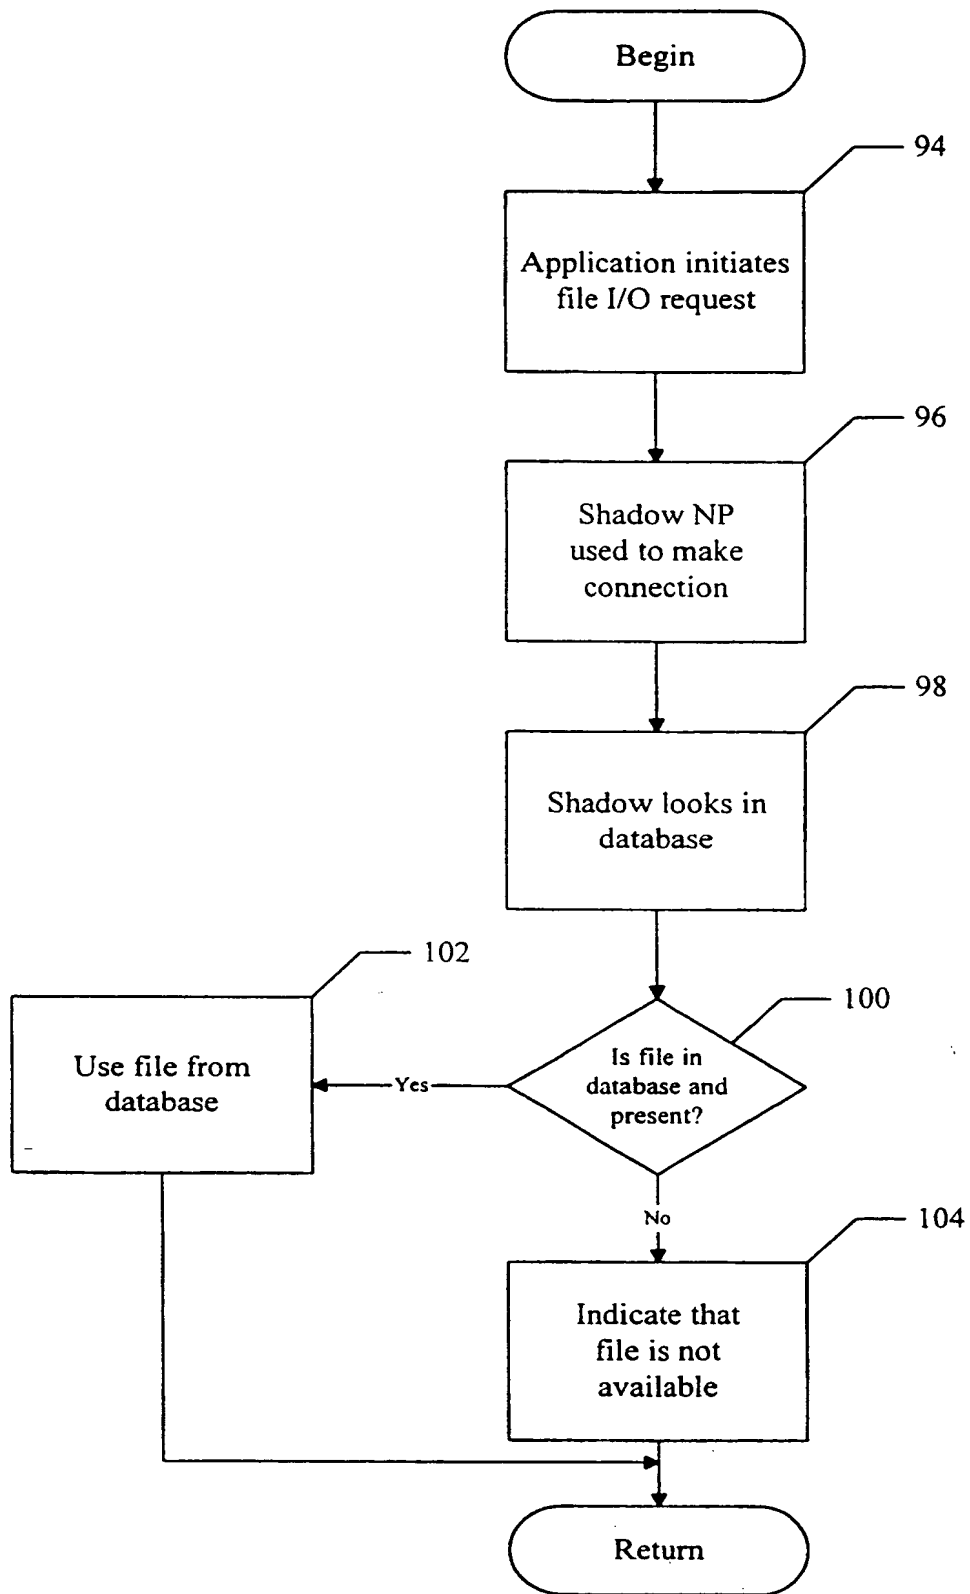 Begin
94
Application initiates
file I/O request
96
Shadow NP
used to make
connection
98
Shadow looks in
database
102
100
Use file from
database
Yes
Is file in
database and
present?
No
104
Indicate that
file is not
available
Return